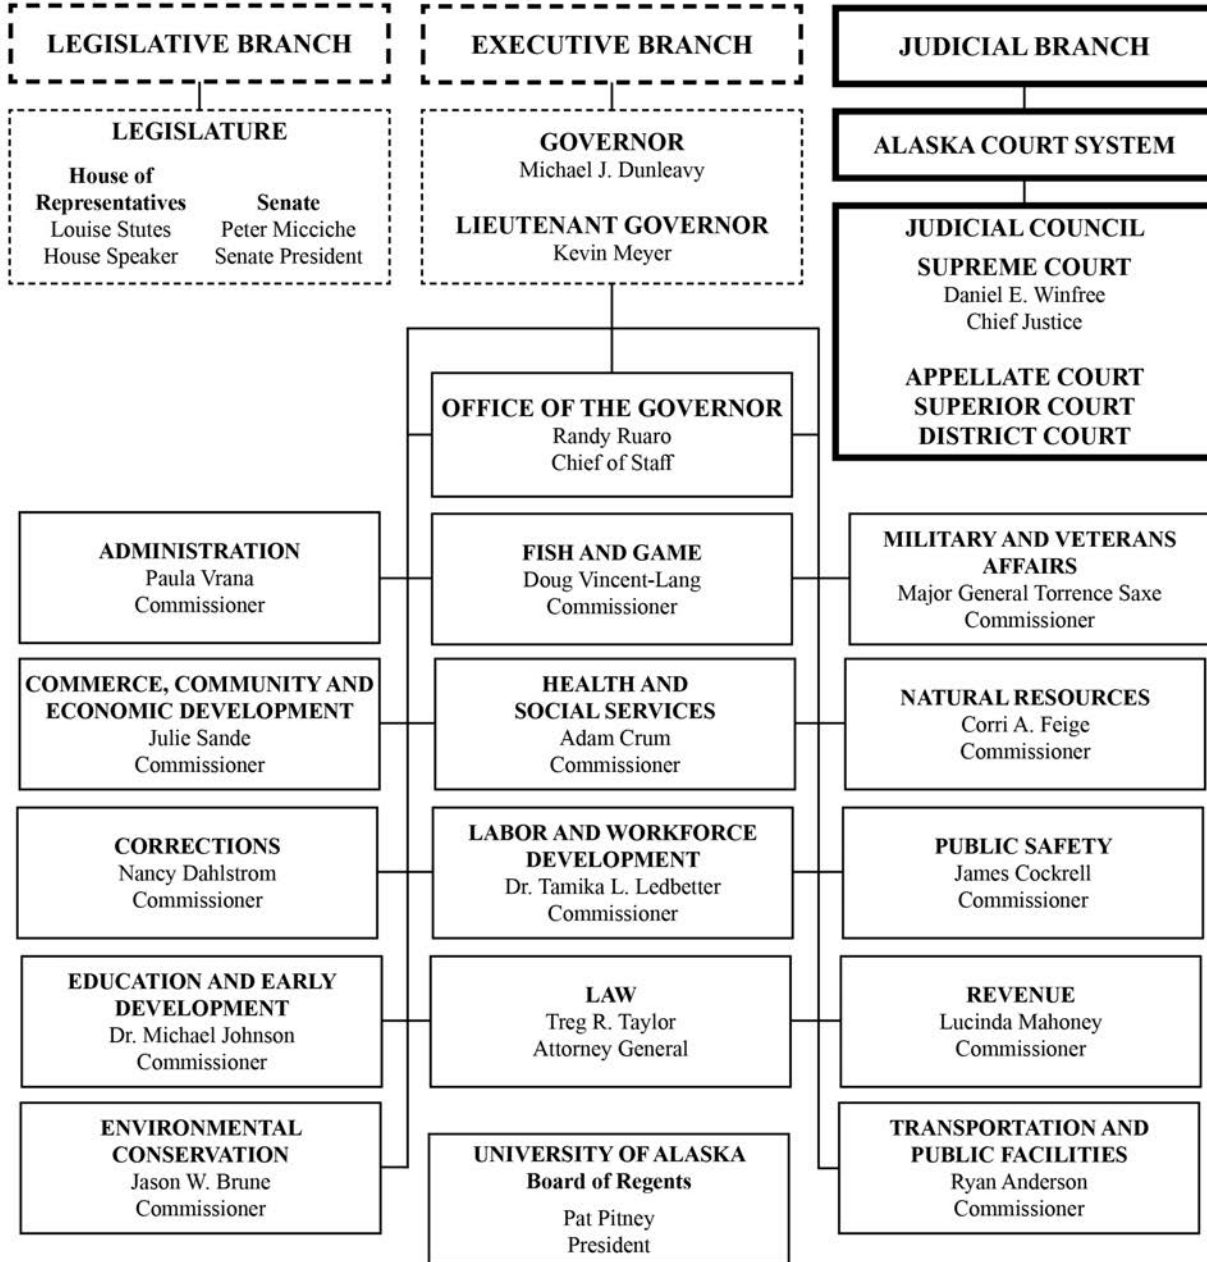 LEGISLATIVE BRANCH
LEGISLATURE
House of
Representatives
Louise Stutes
House Speaker
Senate
Peter Micciche
Senate President
EXECUTIVE BRANCH
GOVERNOR
Michael J. Dunleavy
LIEUTENANT GOVERNOR
Kevin Meyer
JUDICIAL BRANCH
ALASKA COURT SYSTEM
JUDICIAL COUNCIL
SUPREME COURT
Daniel E. Winfree
Chief Justice
APPELLATE COURT
SUPERIOR COURT
DISTRICT COURT
OFFICE OF THE GOVERNOR
Randy Ruaro
Chief of Staff
ADMINISTRATION
Paula Vrana
Commissioner
FISH AND GAME
Doug Vincent-Lang
Commissioner
MILITARY AND VETERANS
AFFAIRS
Major General Torrence Saxe
Commissioner
COMMERCE, COMMUNITY AND
ECONOMIC DEVELOPMENT
Julie Sande
Commissioner
HEALTH AND
SOCIAL SERVICES
Adam Crum
Commissioner
NATURAL RESOURCES
Corri A. Feige
Commissioner
CORRECTIONS
Nancy Dahlstrom
Commissioner
LABOR AND WORKFORCE
DEVELOPMENT
Dr. Tamika L. Ledbetter
Commissioner
PUBLIC SAFETY
James Cockrell
Commissioner
EDUCATION AND EARLY
DEVELOPMENT
Dr. Michael Johnson
Commissioner
LAW
Treg R. Taylor
Attorney General
REVENUE
Lucinda Mahoney
Commissioner
ENVIRONMENTAL
CONSERVATION
Jason W. Brune
Commissioner
UNIVERSITY OF ALASKA
Board of Regents
Pat Pitney
President
TRANSPORTATION AND
PUBLIC FACILITIES
Ryan Anderson
Commissioner